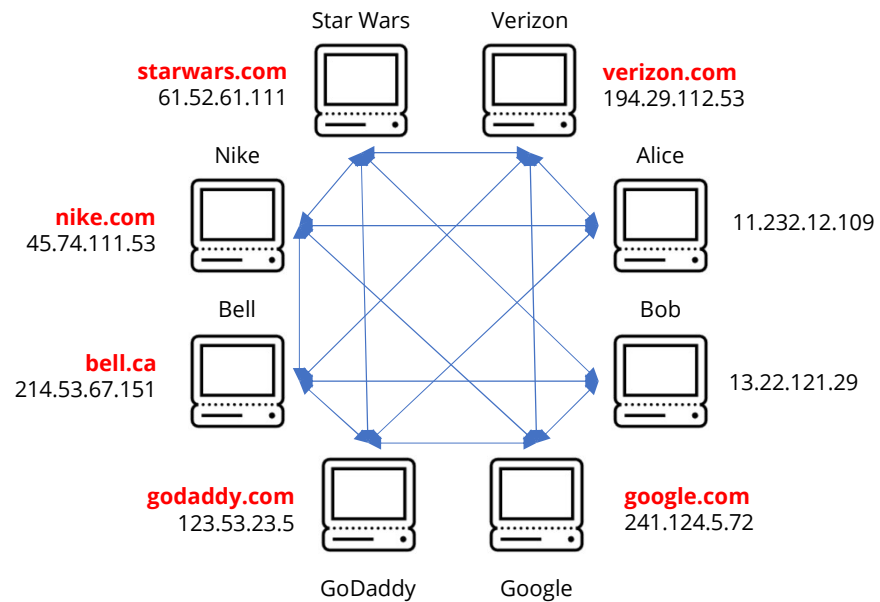 Star Wars
Verizon
starwars.com
61.52.61.111
verizon.com
194.29.112.53
Nike
Alice
nike.com
45.74.111.53
11.232.12.109
Bell
Bob
bell.ca
214.53.67.151
13.22.121.29
godaddy.com
123.53.23.5
google.com
241.124.5.72
GoDaddy
Google